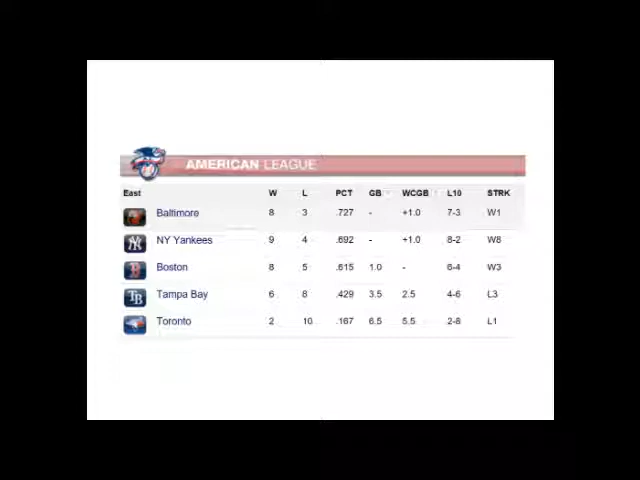 AMERICAN LEAGUE
East W L PCT GB WCGB L10 STRK
Baltimore 8 3 .727 - +1.0 7-3 W1
NY Yankees 9 4 .692 - +1.0 8-2 W8
Boston 8 5 .615 1.0 - 6-4 W3
TB Tampa Bay 6 8 .429 3.5 2.5 4-6 L3
Toronto 2 10 .167 6.5 5.5 2-8 L1